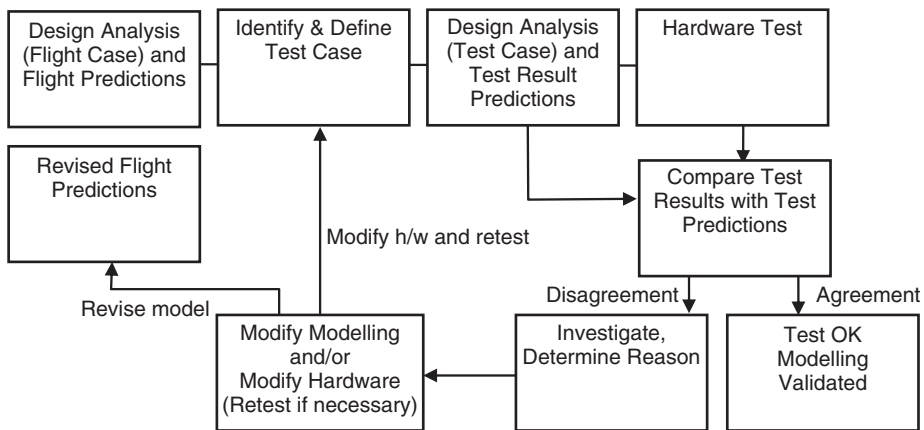 Design Analysis
(Flight Case) and
Flight Predictions
Identify & Define
Test Case
Design Analysis
(Test Case) and
Test Result
Predictions
Hardware Test
Revised Flight
Predictions
Compare Test
Results with Test
Predictions
Modify h/w and retest
Revise model
Disagreement
Agreement
Modify Modelling
and/or
Modify Hardware
(Retest if necessary)
Investigate,
Determine Reason
Test OK
Modelling
Validated